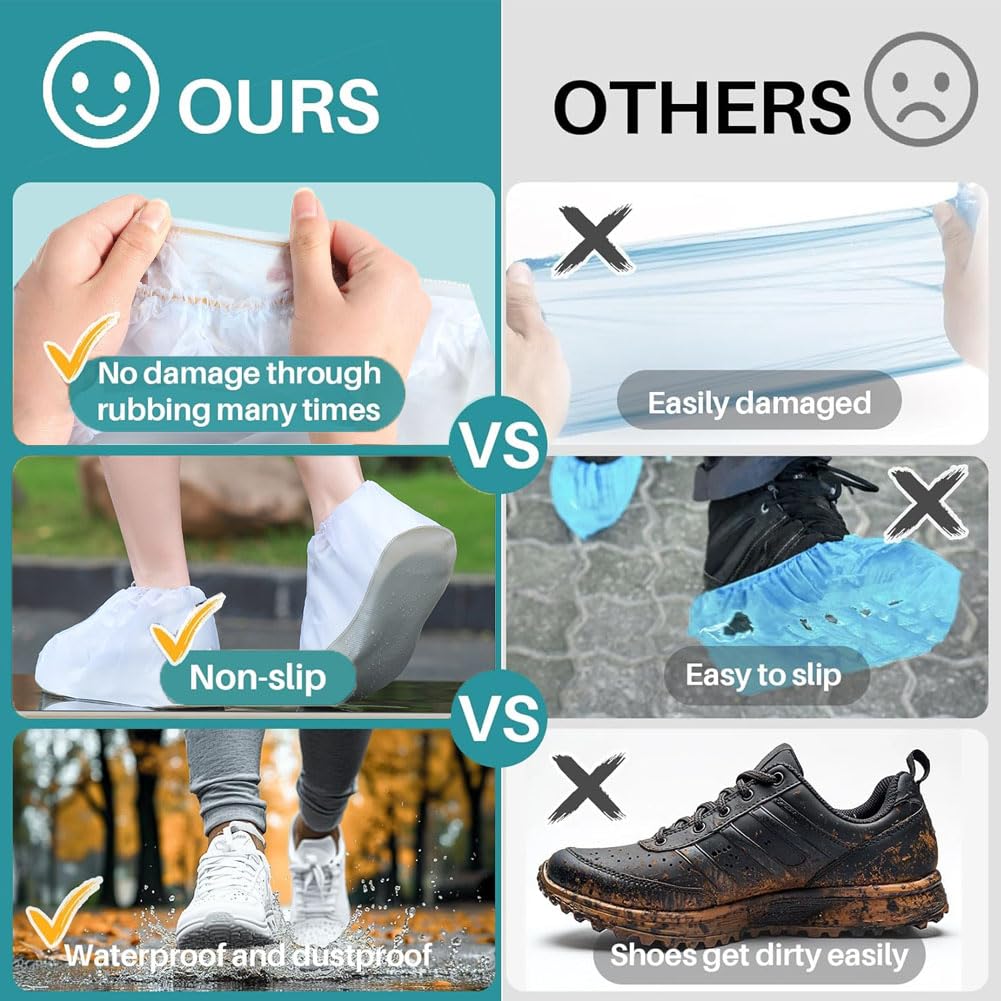 OURS
OTHERS
No damage through
rubbing many times
Easily damaged
VS
Non-slip
Easy to slip
VS
Waterproof and dustproof
Shoes get dirty easily